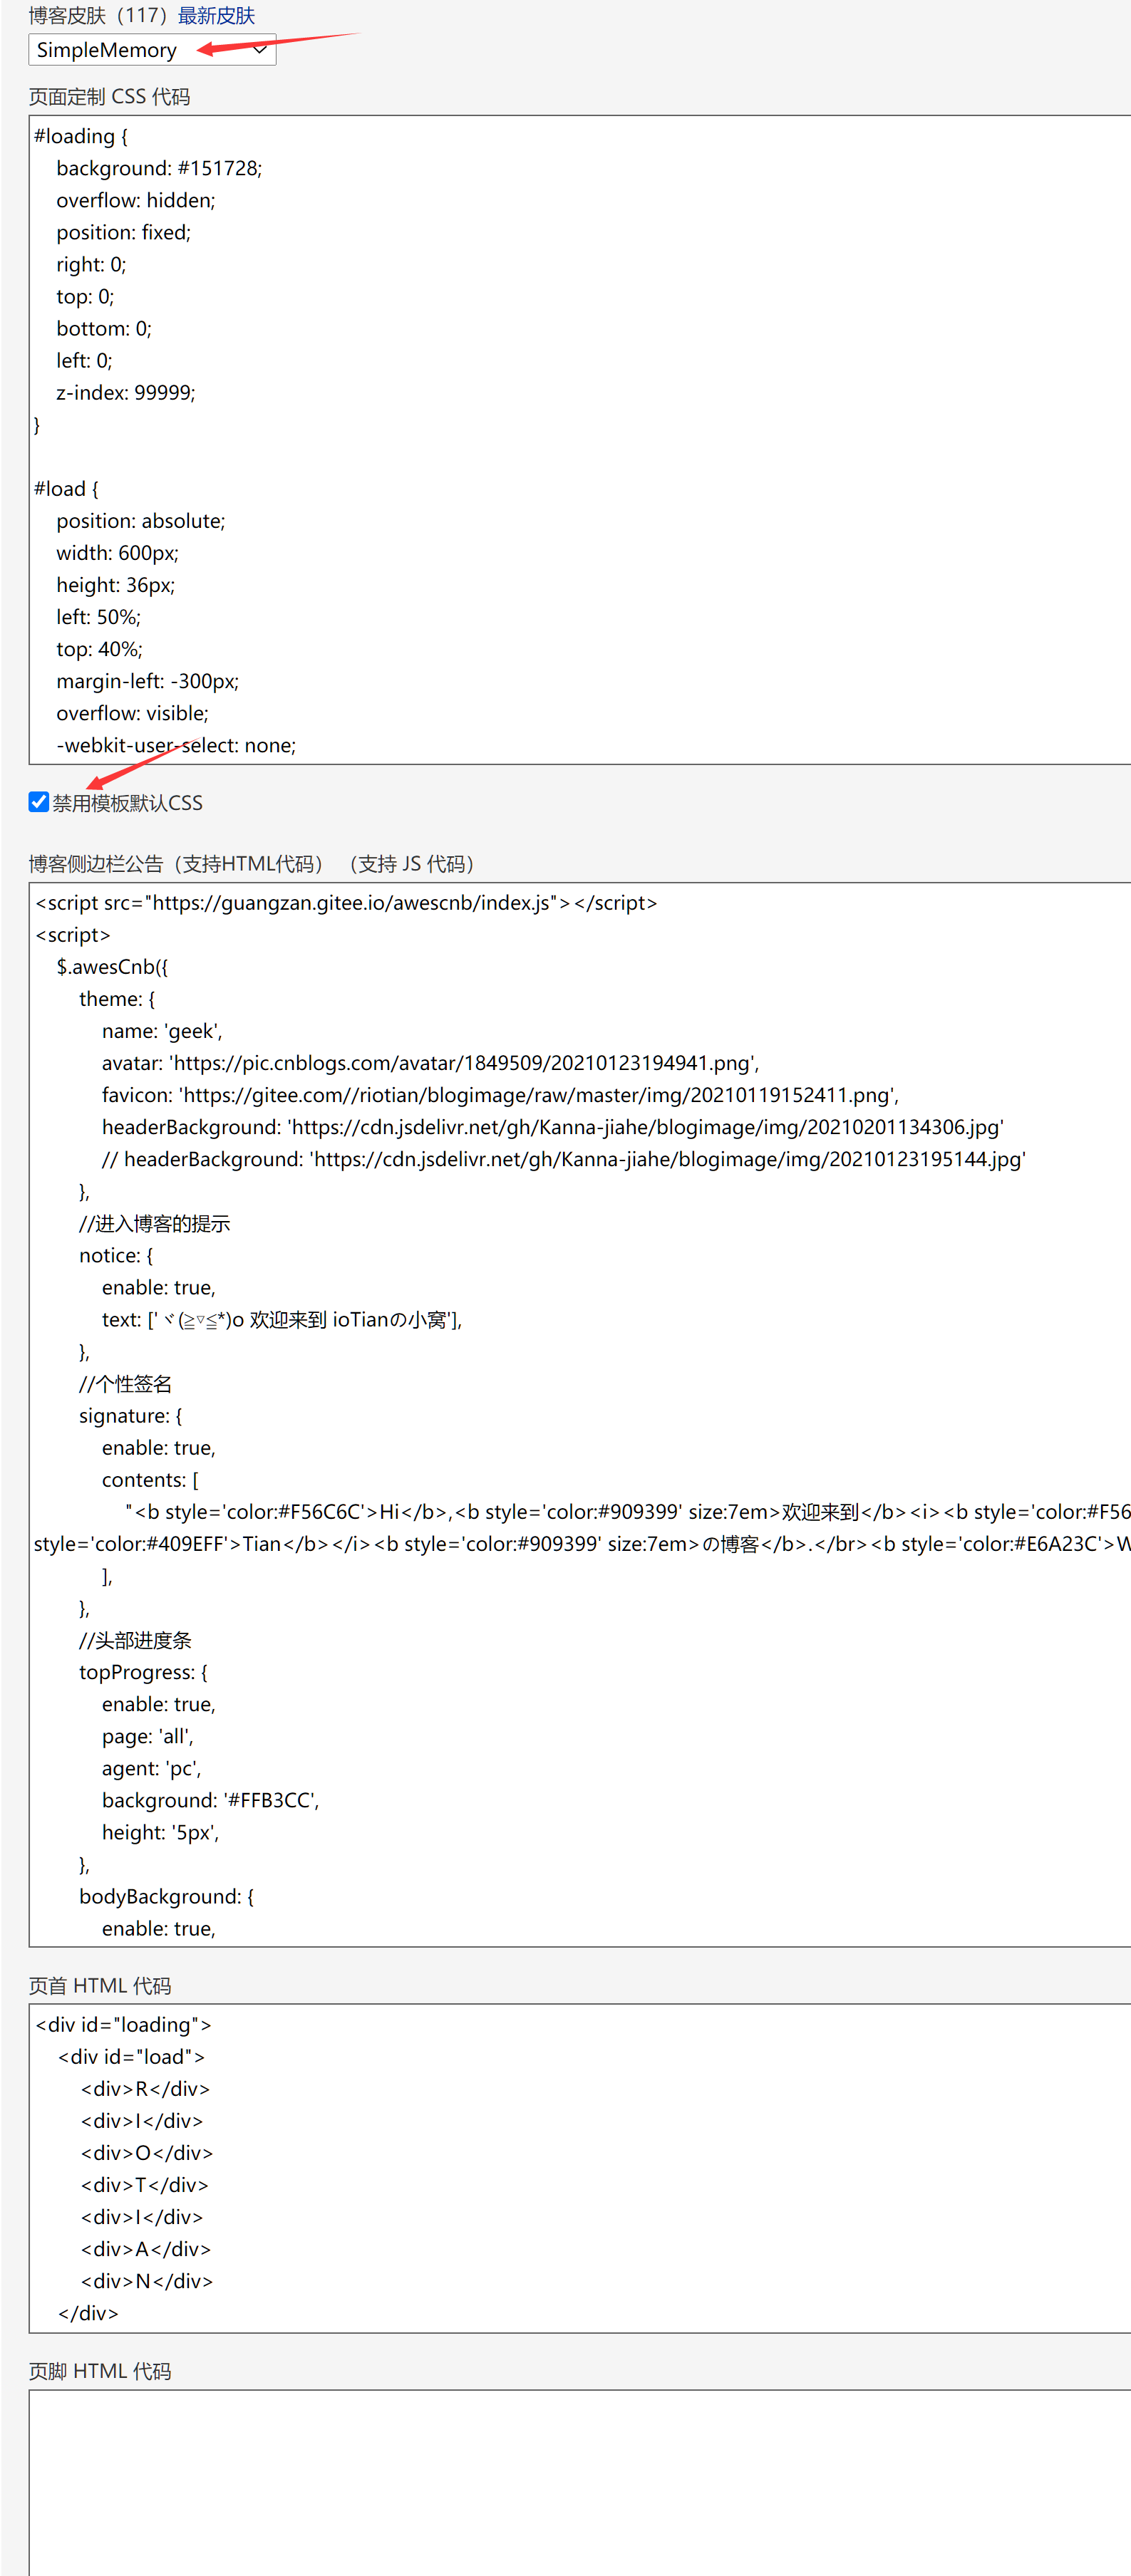 博客皮肤（117）最新皮肤
SimpleMemory
页面定制 CSS 代码
#loading {
    background: #151728;
    overflow: hidden;
    position: fixed;
    right: 0;
    top: 0;
    bottom: 0;
    left: 0;
    z-index: 99999;
}
#load {
    position: absolute;
    width: 600px;
    height: 36px;
    left: 50%;
    top: 40%;
    margin-left: -300px;
    overflow: visible;
    -webkit-user-select: none;
禁用模板默认CSS
博客侧边栏公告（支持HTML代码） （支持 JS 代码）
<script src="https://guangzan.gitee.io/awescnb/index.js"></script>
<script>
    $.awesCnb({
        theme: {
            name: 'geek',
            avatar: 'https://pic.cnblogs.com/avatar/1849509/20210123194941.png',
            favicon: 'https://gitee.com//riotian/blogimage/raw/master/img/20210119152411.png',
            headerBackground: 'https://cdn.jsdelivr.net/gh/Kanna-jiahe/blogimage/img/20210201134306.jpg'
            // headerBackground: 'https://cdn.jsdelivr.net/gh/Kanna-jiahe/blogimage/img/20210123195144.jpg'
        },
        //进入博客的提示
        notice: {
            enable: true,
            text: ['ヾ(≧▽≦*)o 欢迎来到 ioTianの小窝'],
        },
        //个性签名
        signature: {
            enable: true,
            contents: [
                "<b style='color:#F56C6C'>Hi</b>,<b style='color:#909399' size:7em>欢迎来到</b><i><b style='color:#F56
style='color:#409EFF'>Tian</b></i><b style='color:#909399' size:7em>の博客</b>.</br><b style='color:#E6A23C'>W
            ],
        },
        //头部进度条
        topProgress: {
            enable: true,
            page: 'all',
            agent: 'pc',
            background: '#FFB3CC',
            height: '5px',
        },
        bodyBackground: {
            enable: true,
页首 HTML 代码
<div id="loading">
    <div id="load">
        <div>R</div>
        <div>I</div>
        <div>O</div>
        <div>T</div>
        <div>I</div>
        <div>A</div>
        <div>N</div>
    </div>
页脚 HTML 代码